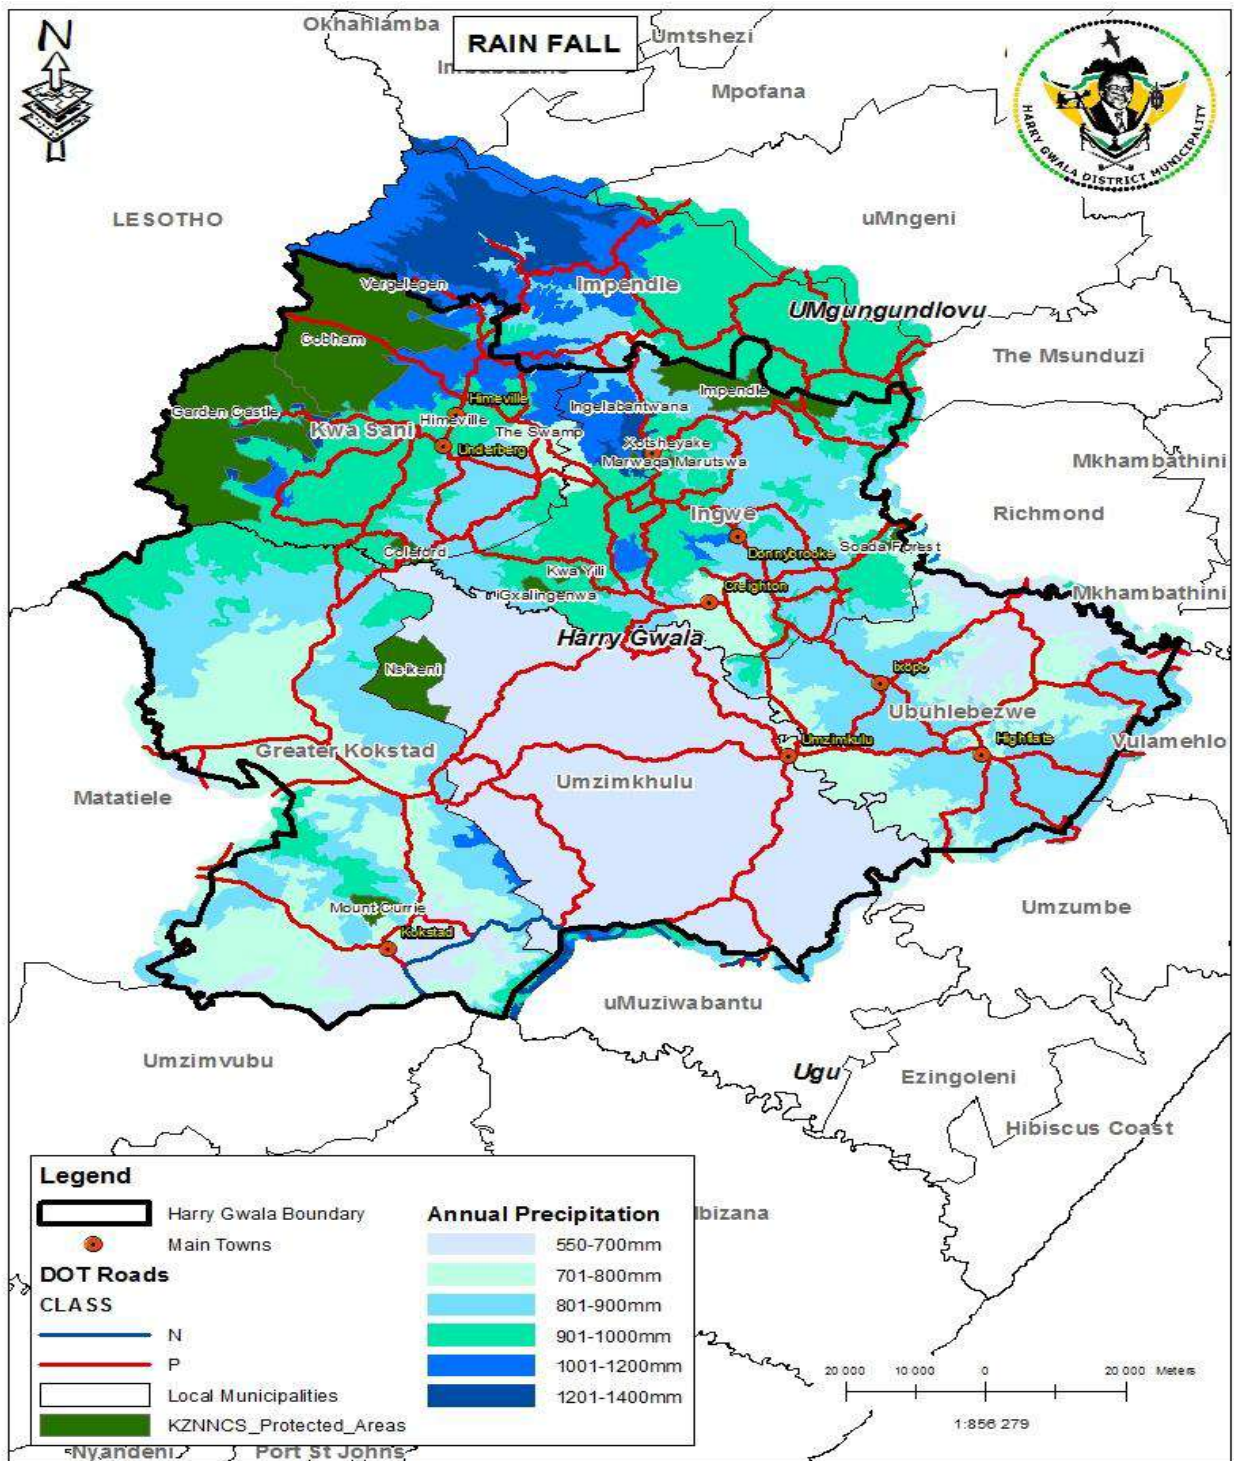 Okhahlamba
N
RAIN FALL
Umtshezi
Mpofana
HARRY GWALA DISTRICT MUNICIPALITY
LESOTHO
uMngeni
Vergelegen
Impendle
UMgungundlovu
Cobham
The Msunduzi
Impendle
Himeville
Garden Castle
Ingelabantwana
Himeville
Kwa Sani
The Swamp
Xotsheyake
Underberg
Marwaqa Marutswa
Mkhambathini
Ingwe
Richmond
Donnybrooke
Soada Forest
Coleford
Kwa Yili
Creighton
iGxalingenwa
Mkhambathini
Harry Gwala
Nsikeni
Ixopo
Ubuhlebezwe
Greater Kokstad
Umzimkulu
Highflats
Vulamehlo
Umzimkhulu
Matatiele
Mount Currie
Umzumbe
Kokstad
uMuziwabantu
Umzimvubu
Ugu
Ezingoleni
Hibiscus Coast
Legend
Harry Gwala Boundary
Main Towns
DOT Roads
CLASS
N
P
Local Municipalities
KZNNCS_Protected_Areas
Annual Precipitation
550-700mm
701-800mm
801-900mm
901-1000mm
1001-1200mm
1201-1400mm
Ibizana
20 000 10 000 0 20 000 Meters
1:856 279
Nyandeni Port St Johns